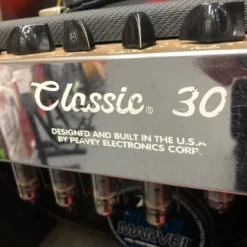 Classic® 30
DESIGNED AND BUILT IN THE U.S.A
BY PEAVEY ELECTRONICS CORP.
MARVEL